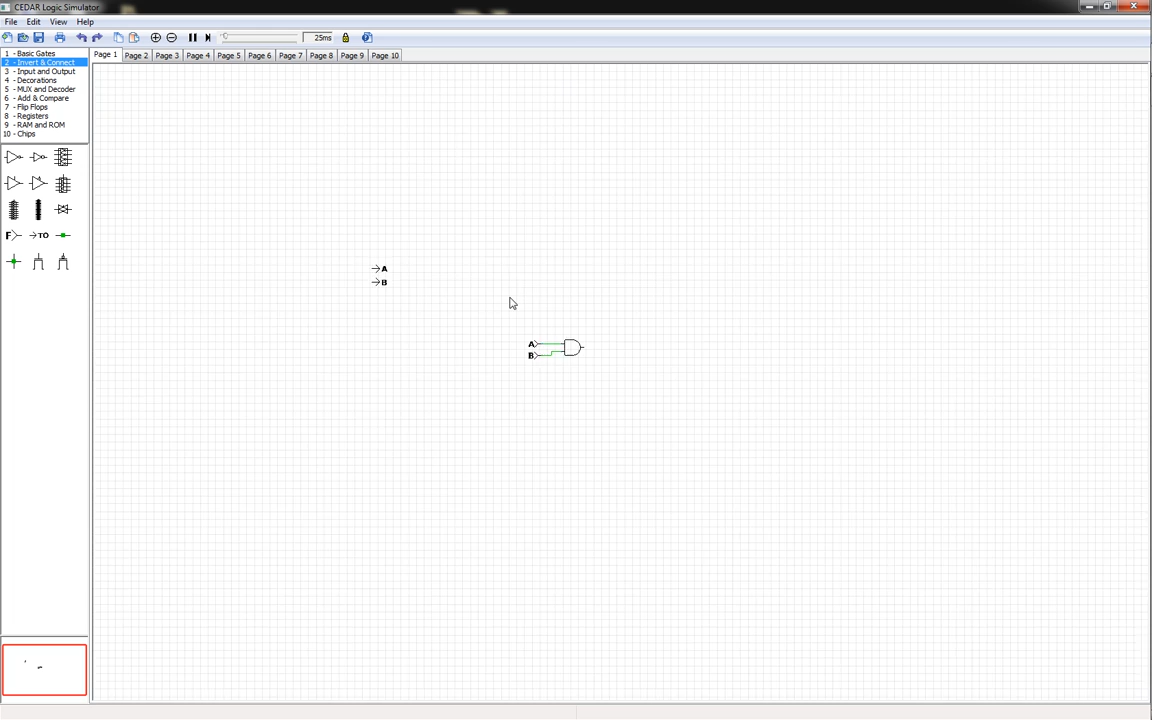 CEDAR Logic Simulator
File Edit View Help
25ms
1 - Basic Gates
2 - Invert & Connect
3 - Input and Output
4 - Decorations
5 - MUX and Decoder
6 - Add & Compare
7 - Flip Flops
8 - Registers
9 - RAM and ROM
10 - Chips
Page 1 Page 2 Page 3 Page 4 Page 5 Page 6 Page 7 Page 8 Page 9 Page 10
F TO
A
B
A
B